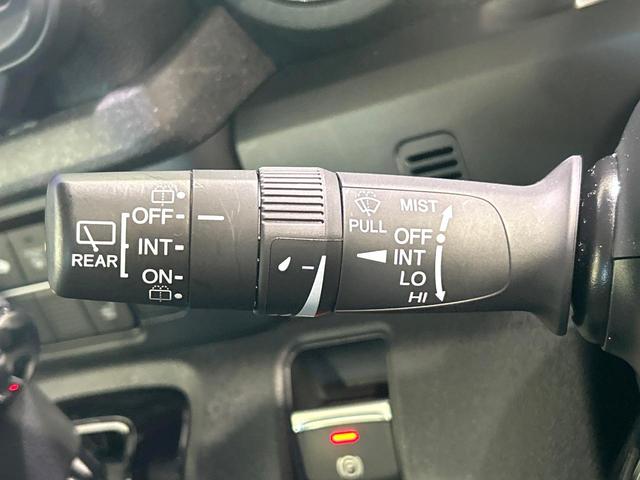 OFF
INT
ON
REAR
PULL
MIST
OFF
INT
LO
HI